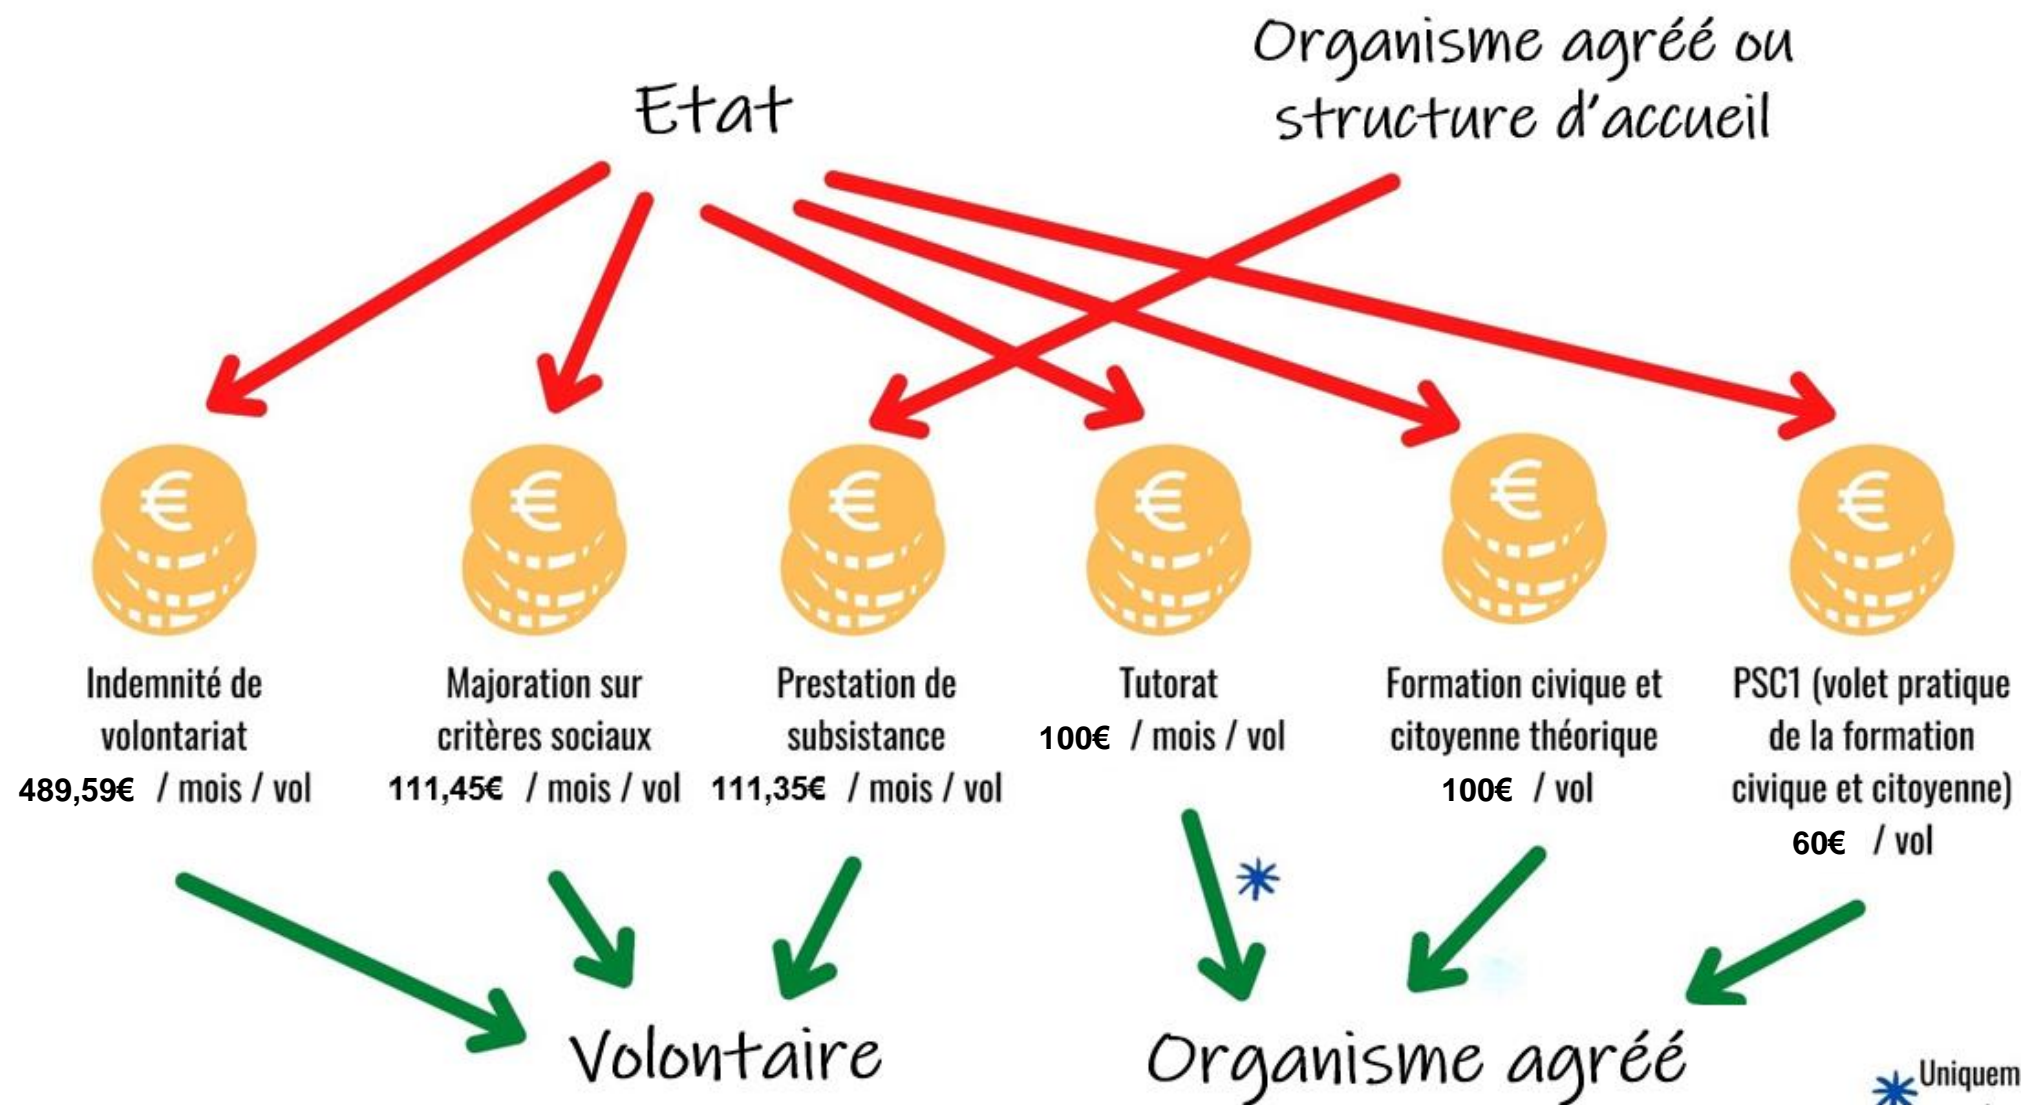 Etat
Organisme agréé ou
structure d'accueil
€
€
€
€
€
€
Indemnité de
volontariat
489,59€ / mois / vol
Majoration sur
critères sociaux
111,45€ / mois / vol
Prestation de
subsistance
111,35€ / mois / vol
Tutorat
100€ / mois / vol
Formation civique et
citoyenne théorique
100€ / vol
PSC1 (volet pratique
de la formation
civique et citoyenne)
60€ / vol
Volontaire
Organisme agréé
Uniquem